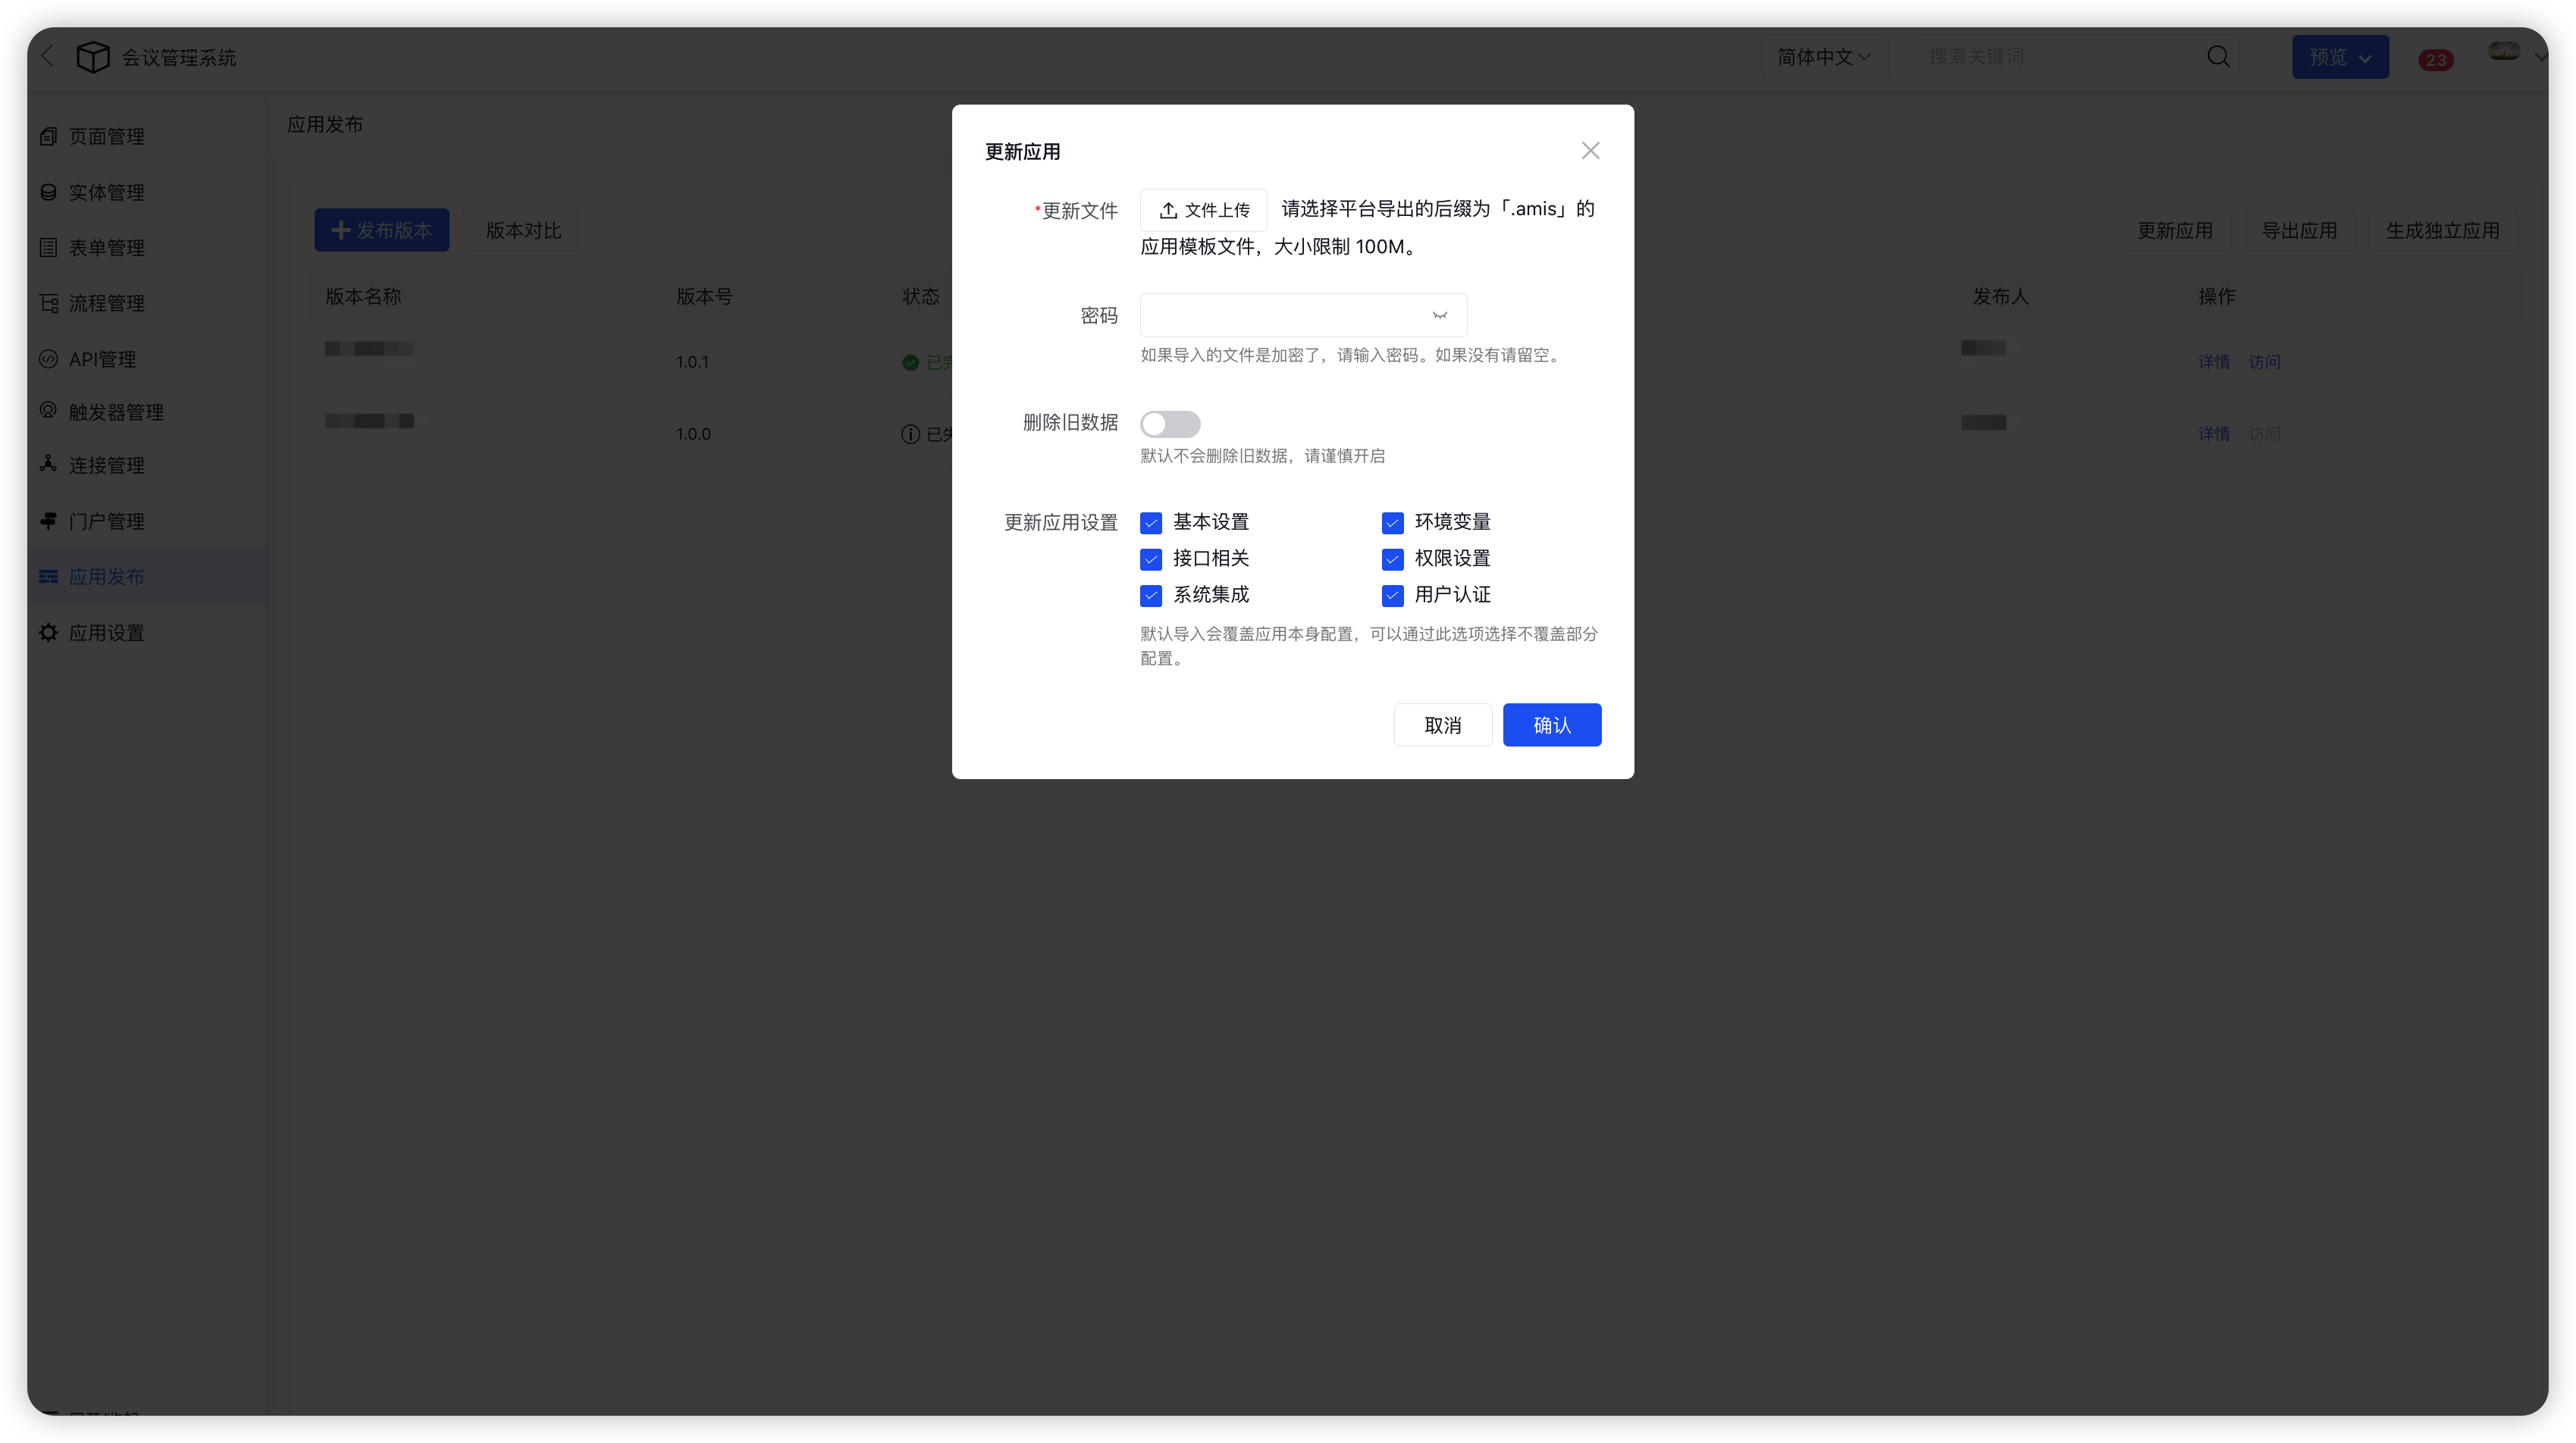 会议管理系统
简体中文
搜索关键词
预览
23
页面管理
实体管理
表单管理
流程管理
API管理
触发器管理
连接管理
门户管理
应用发布
应用设置
应用发布
发布版本
版本对比
更新应用
导出应用
生成独立应用
版本名称
版本号
状态
发布人
操作
1.0.1
已完
详情
访问
1.0.0
已失
详情
访问
更新应用
*更新文件
文件上传
请选择平台导出的后缀为「.amis」的
应用模板文件，大小限制 100M。
密码
如果导入的文件是加密了，请输入密码。如果没有请留空。
删除旧数据
默认不会删除旧数据，请谨慎开启
更新应用设置
基本设置
环境变量
接口相关
权限设置
系统集成
用户认证
默认导入会覆盖应用本身配置，可以通过此选项选择不覆盖部分
配置。
取消
确认